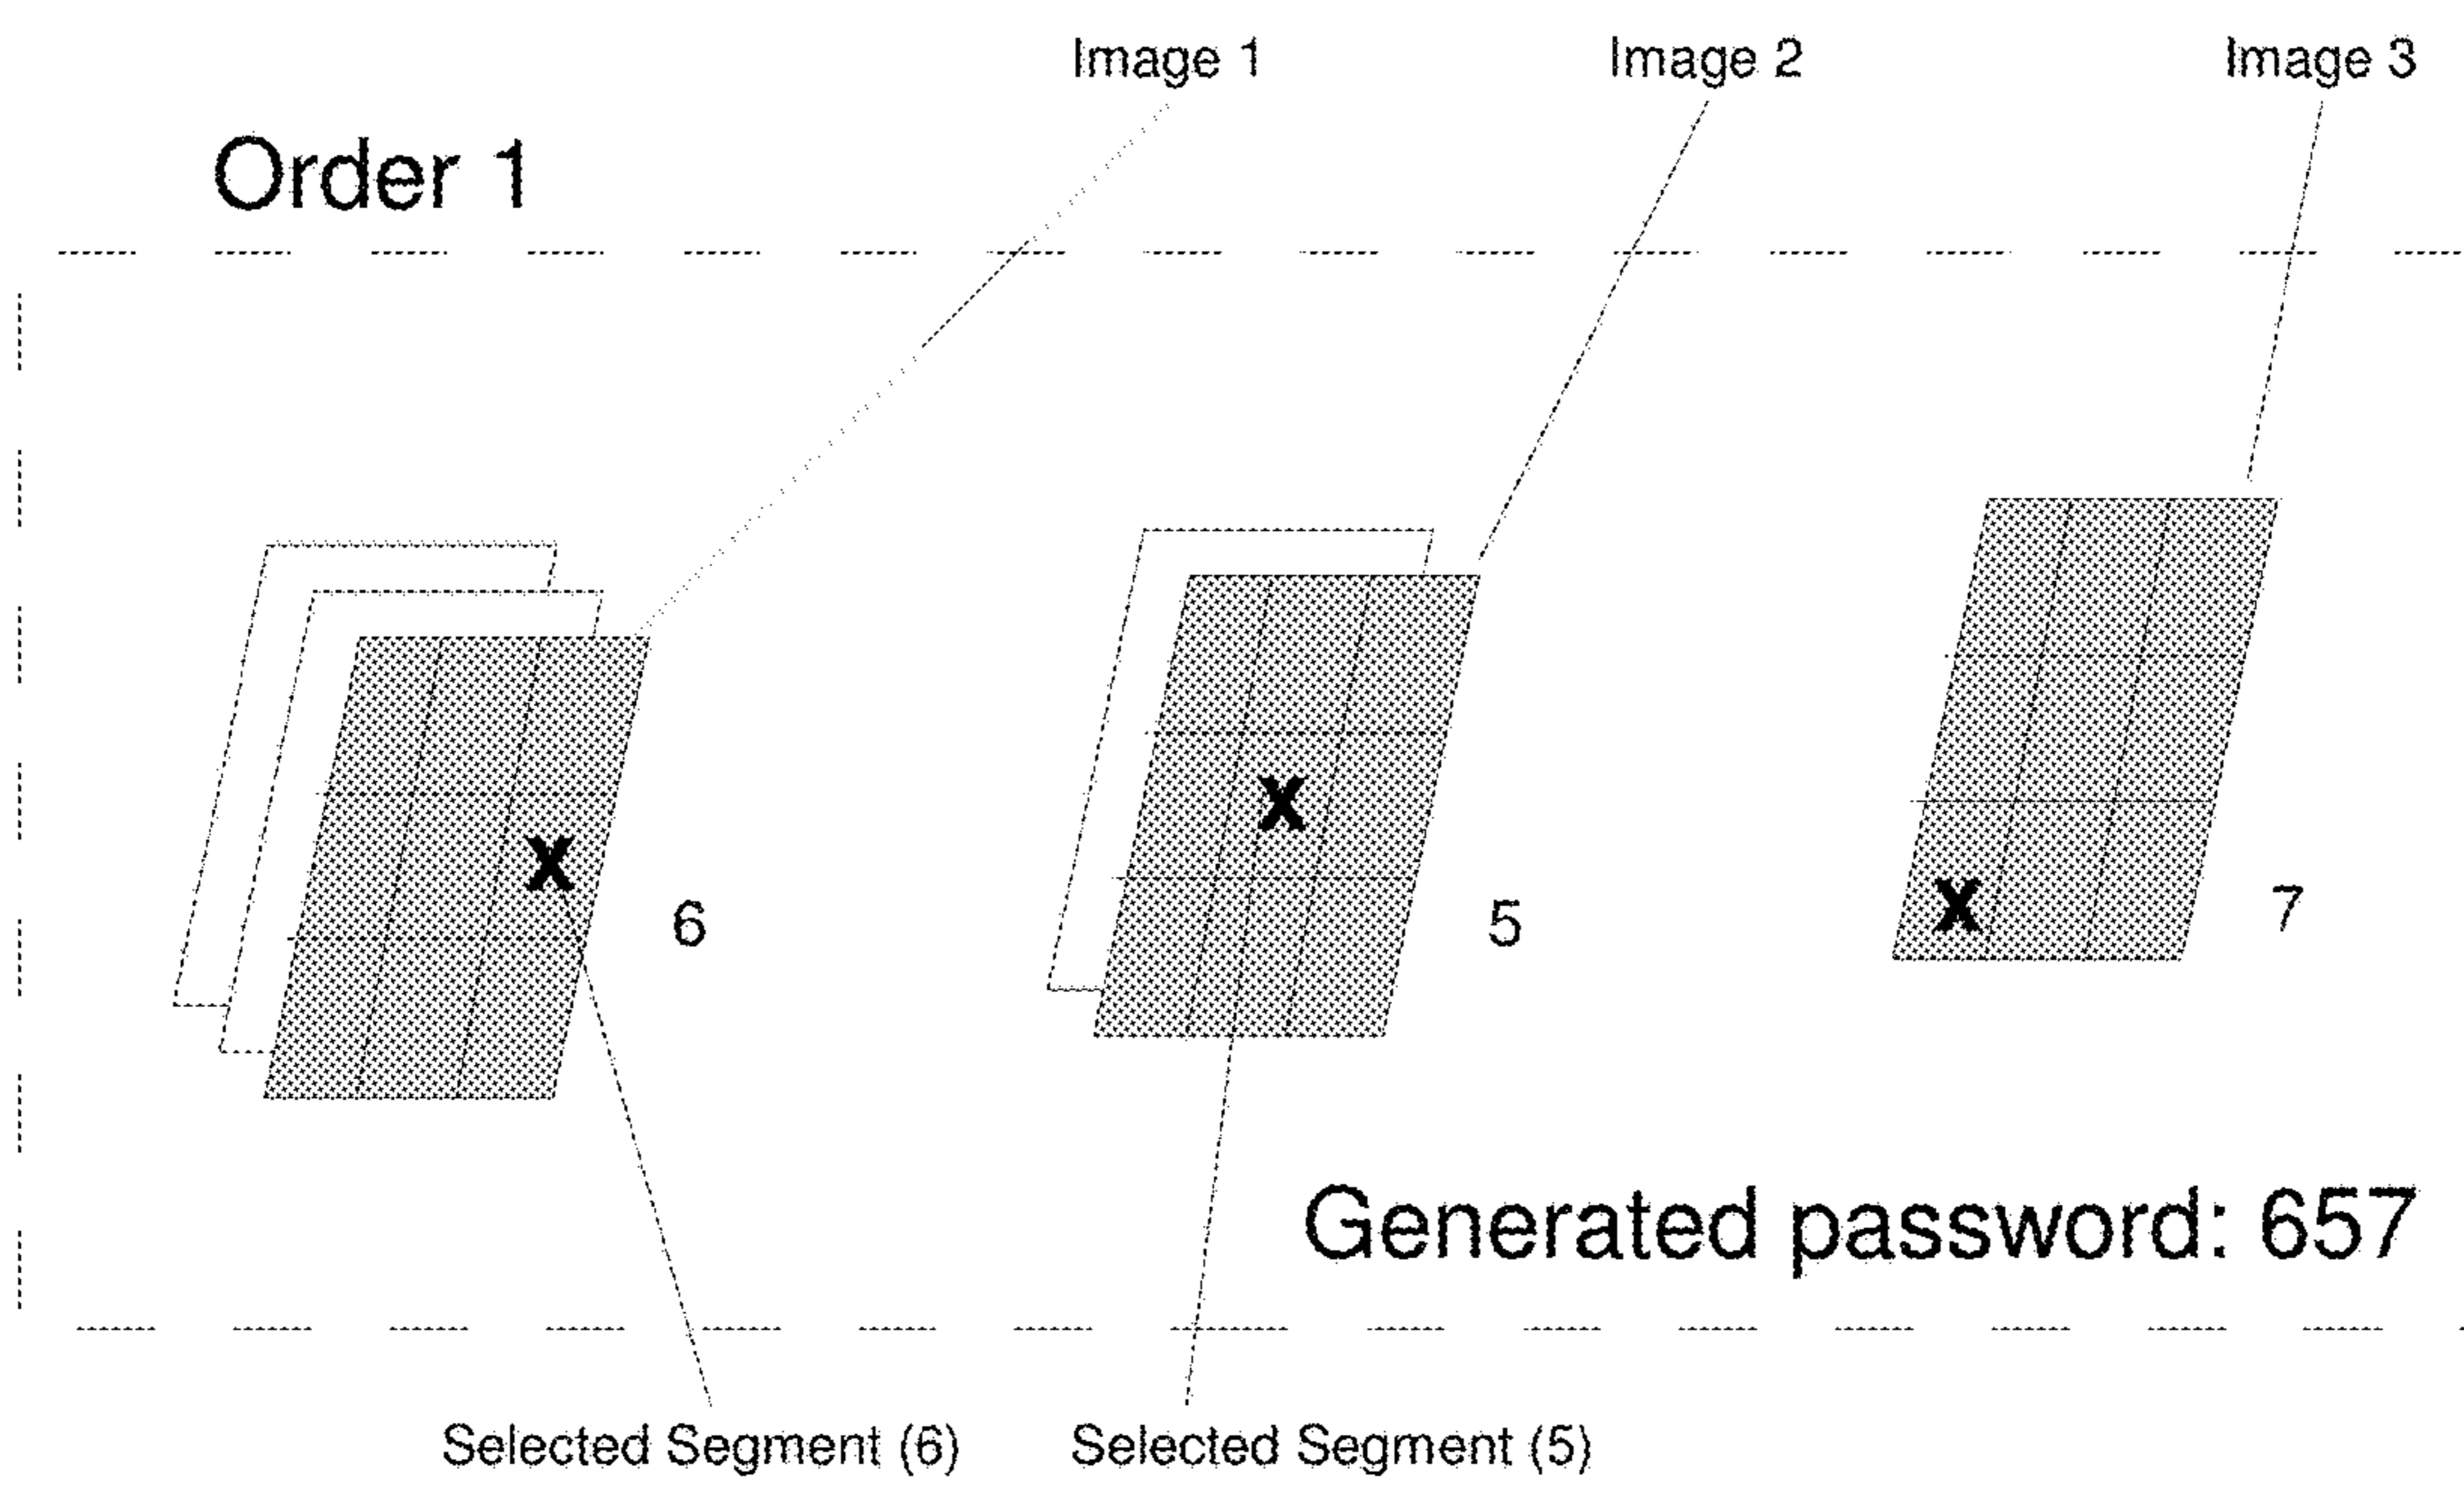 Image 1
Image 2
Image 3
Order 1
X
X
X
6
5
7
Generated password: 657
Selected Segment (6)
Selected Segment (5)